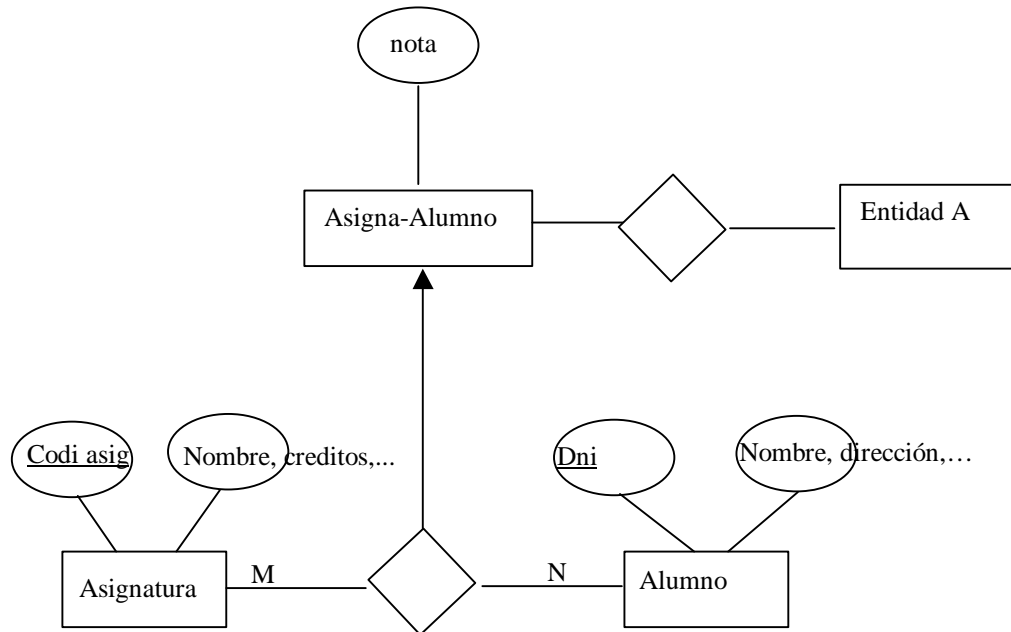 nota
Asigna-Alumno
Entidad A
Codi asig
Nombre, creditos,...
Dni
Nombre, dirección,…
Asignatura
M
N
Alumno